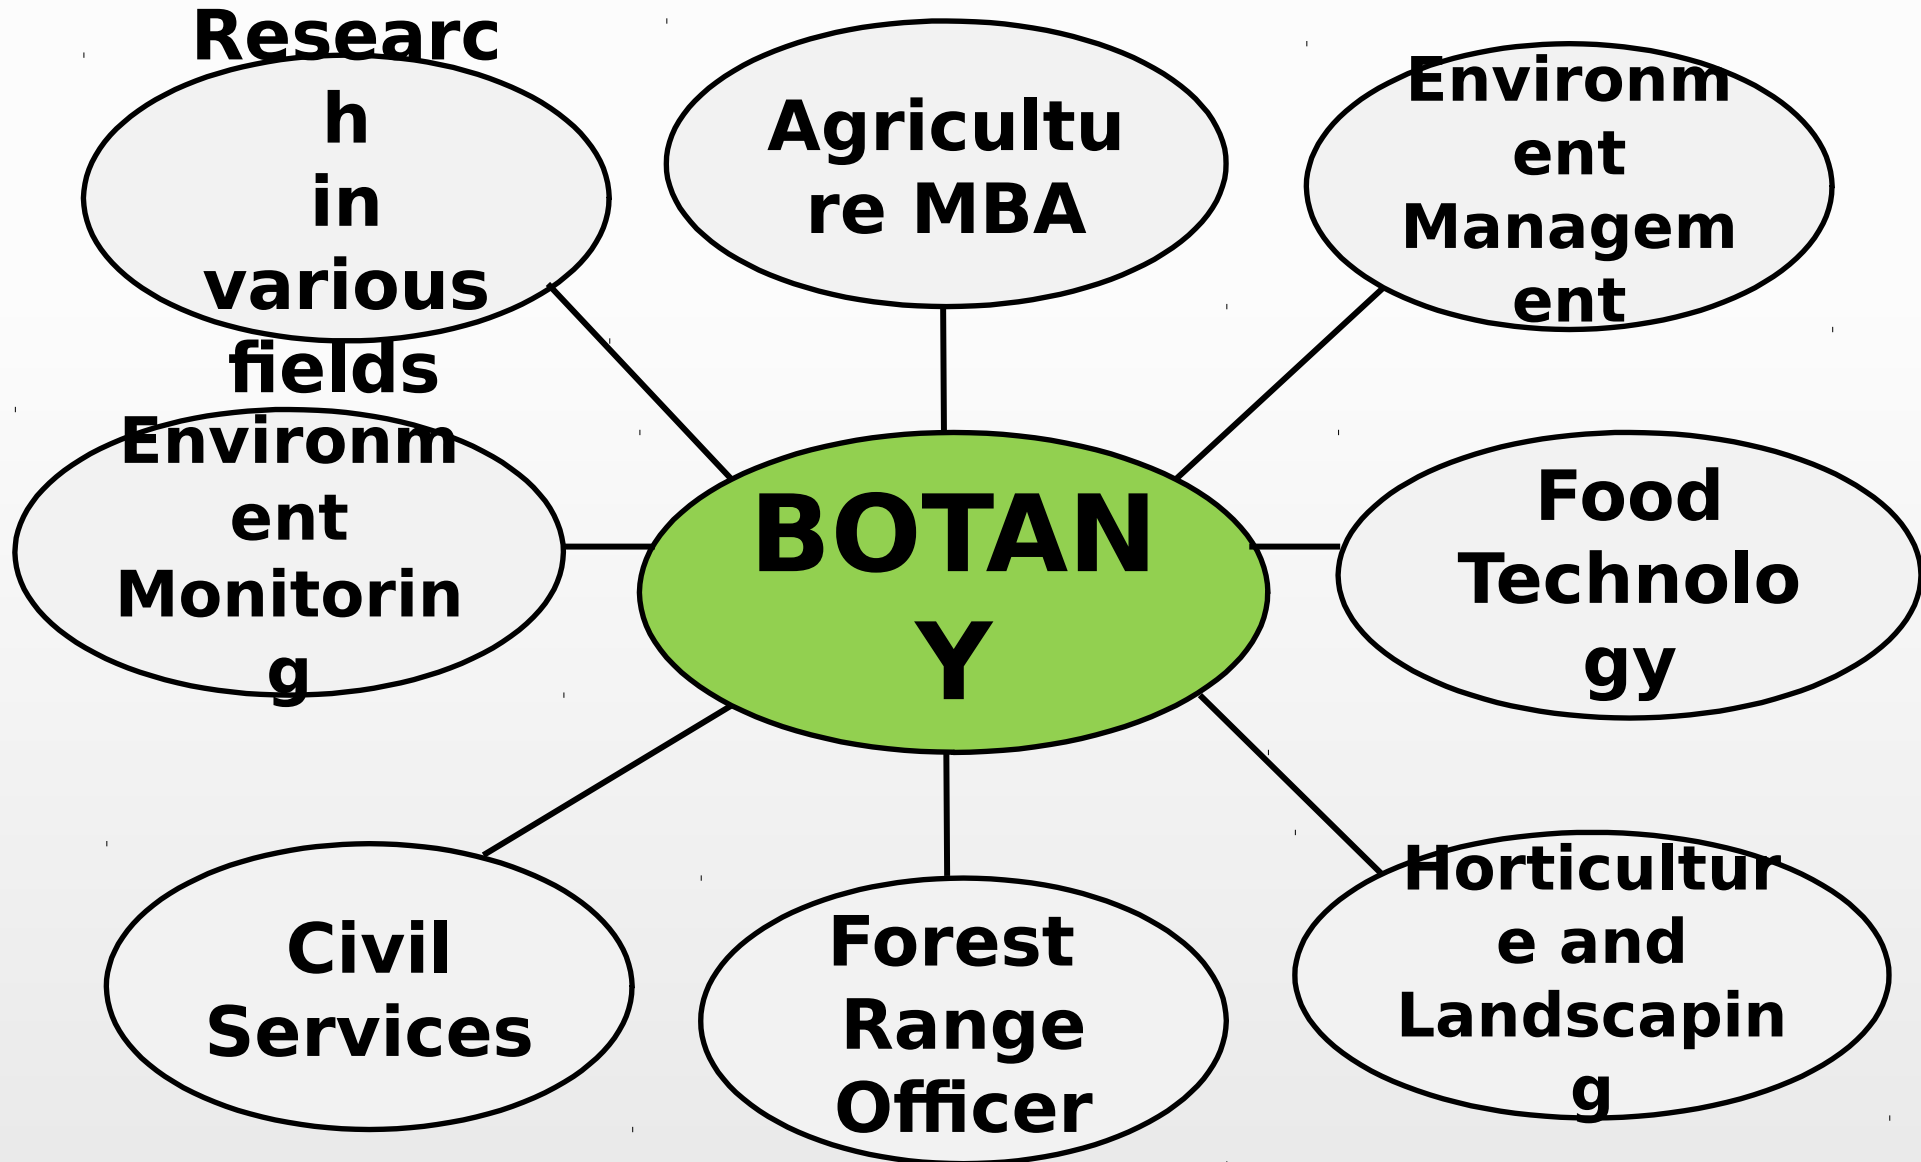 Researc
h
in
various
fields
Agricultu
re MBA
Environm
ent
Managem
ent
Environm
ent
Monitorin
g
BOTAN
Y
Food
Technolo
gy
Civil
Services
Forest
Range
Officer
Horticultur
e and
Landscapin
g